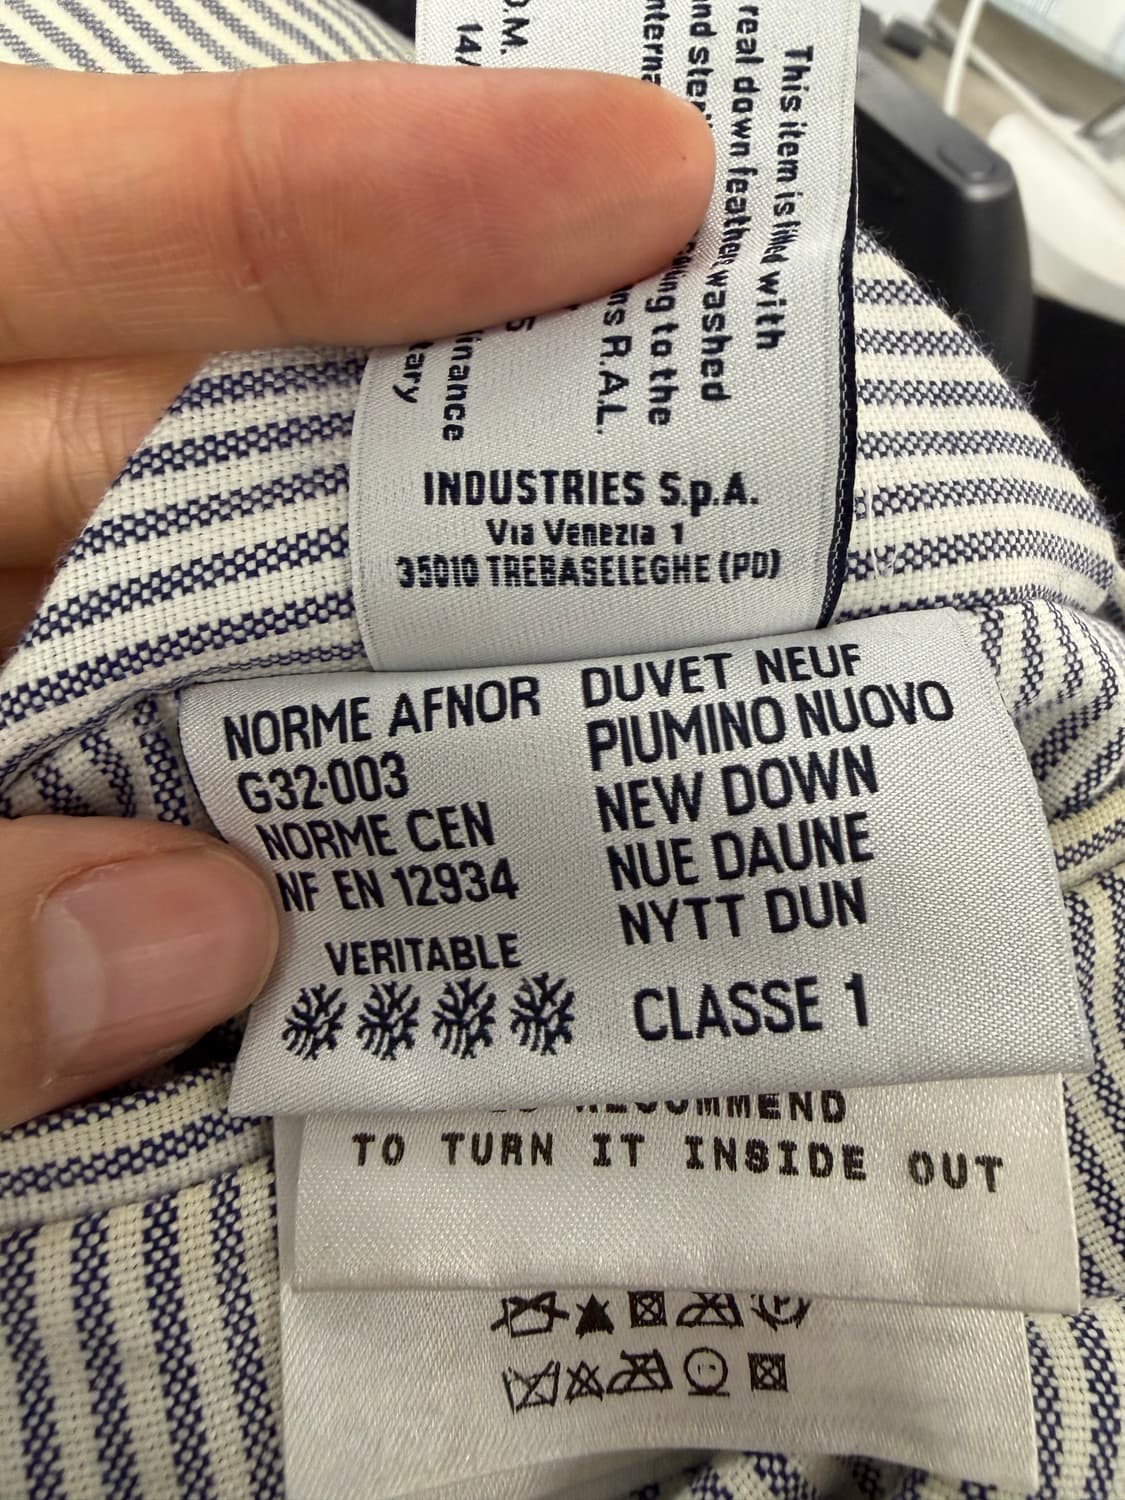 This item is filled with
real down feather washed
to the
R.A.L.
INDUSTRIES S.p.A.
Via Venezia 1
35010 TREBASELEGHE (PD)
NORME AFNOR
G32-003
NORME CEN
NF EN 12934
VERITABLE
DUVET NEUF
PIUMINO NUOVO
NEW DOWN
NUE DAUNE
NYTT DUN
CLASSE 1
RECOMMEND
TO TURN IT INSIDE OUT